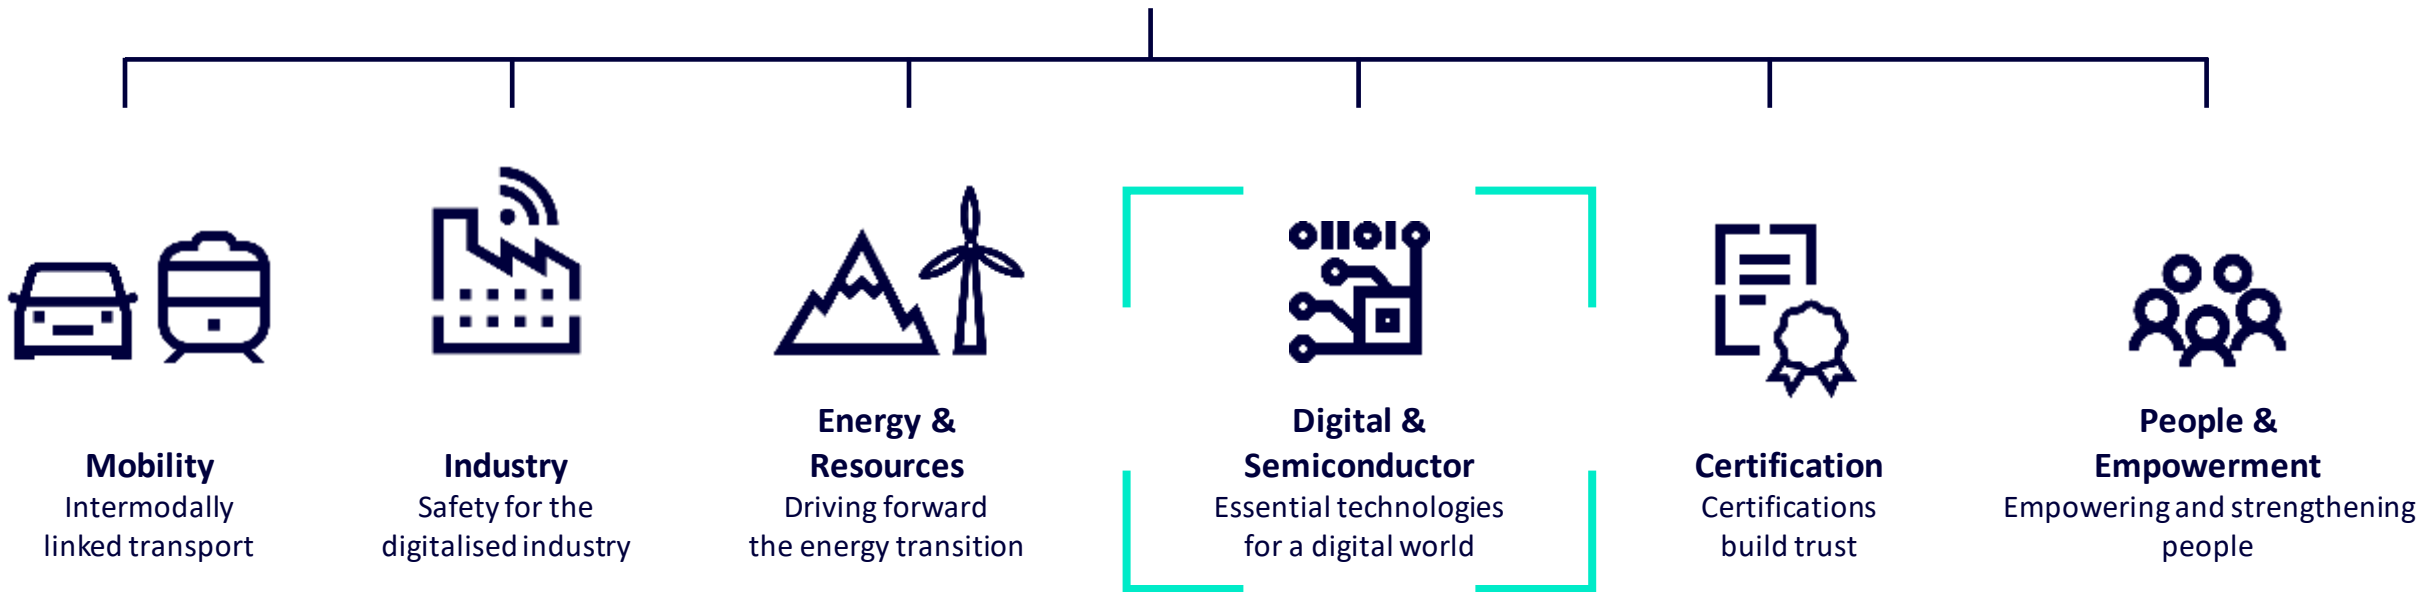 Mobility
Intermodally
linked transport
Industry
Safety for the
digitalised industry
Energy &
Resources
Driving forward
the energy transition
Digital &
Semiconductor
Essential technologies
for a digital world
Certification
Certifications
build trust
People &
Empowerment
Empowering and strengthening
people